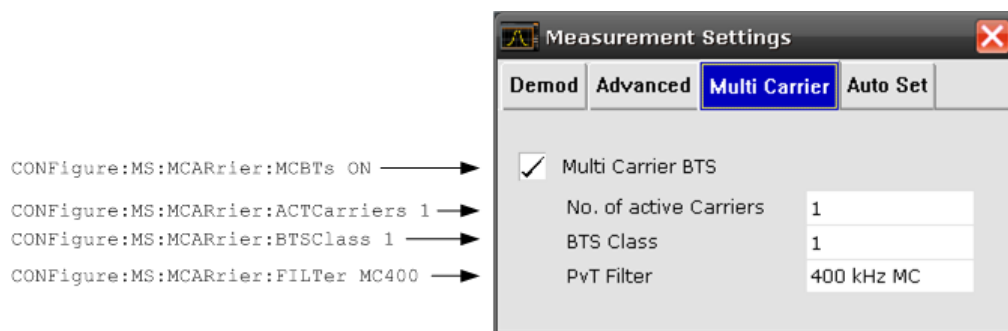 Measurement Settings
Demod Advanced Multi Carrier Auto Set
CONFigure:MS:MCARrier:MCBTs ON Multi Carrier BTS
CONFigure:MS:MCARrier:ACTCarriers 1 No. of active Carriers 1
CONFigure:MS:MCARrier:BTSClass 1 BTS Class 1
CONFigure:MS:MCARrier:FILTer MC400 PvT Filter 400 kHz MC